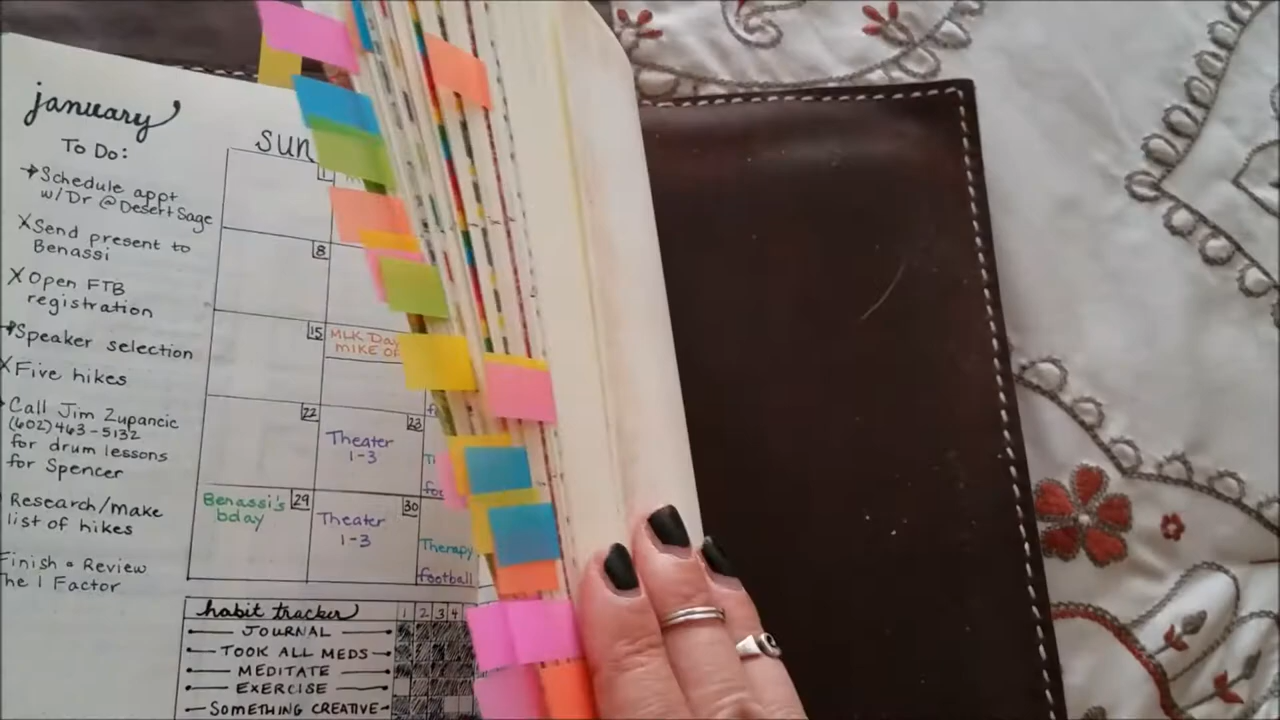 january
To Do:
Schedule appt
w/Dr @ Desert Sage
X Send present to
Benassi
X Open FTB
registration
Speaker selection
X Five hikes
Call Jim Zupancic
(602) 463-5132
for drum lessons
for Spencer
Research/make
list of hikes
Finish & Review
The 1 Factor
SUN
1
8
15
MLK Day
MIKE OF
22
23
Theater
1-3
Benassi's
bday
29
30
Theater
1-3
Therapy
football
habit tracker 1 2 3 4
JOURNAL
TOOK ALL MEDS
MEDITATE
EXERCISE
SOMETHING CREATIVE